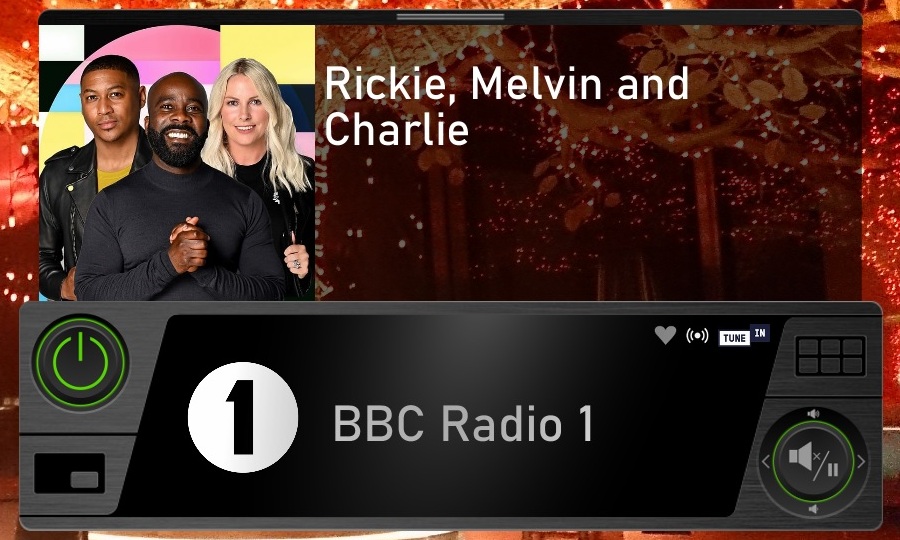 Rickie, Melvin and
Charlie
TUNE IN
1
BBC Radio 1